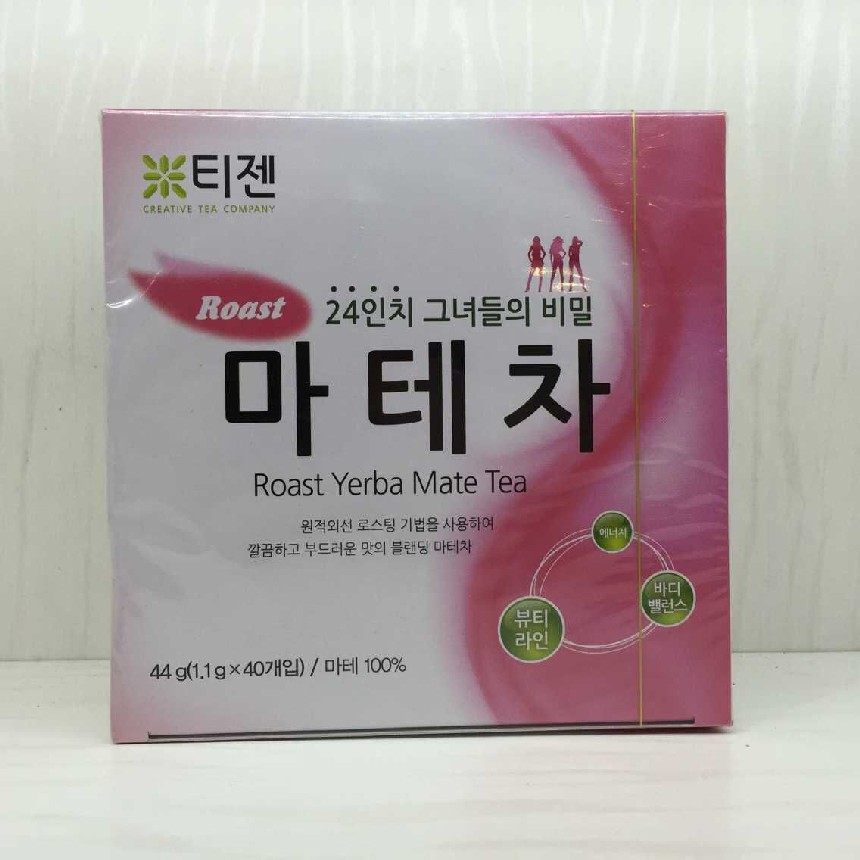 티젠
CREATIVE TEA COMPANY
Roast
24인치 그녀들의 비밀
마테차
Roast Yerba Mate Tea
원적외선 로스팅 기법을 사용하여
깔끔하고 부드러운 맛의 블랜딩 마테차
에너지
바디
밸런스
뷰티
라인
44 g(1.1 g×40개입) / 마테 100%